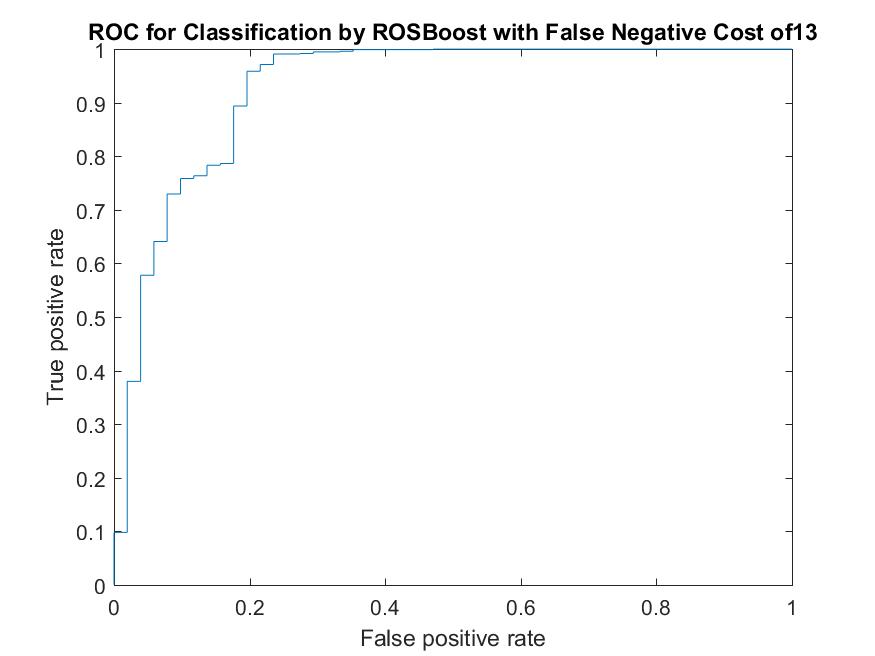 ROC for Classification by ROSBoost with False Negative Cost of13
1
0.9
0.8
0.7
0.6
0.5
0.4
0.3
0.2
0.1
0
True positive rate
0 0.2 0.4 0.6 0.8 1
False positive rate